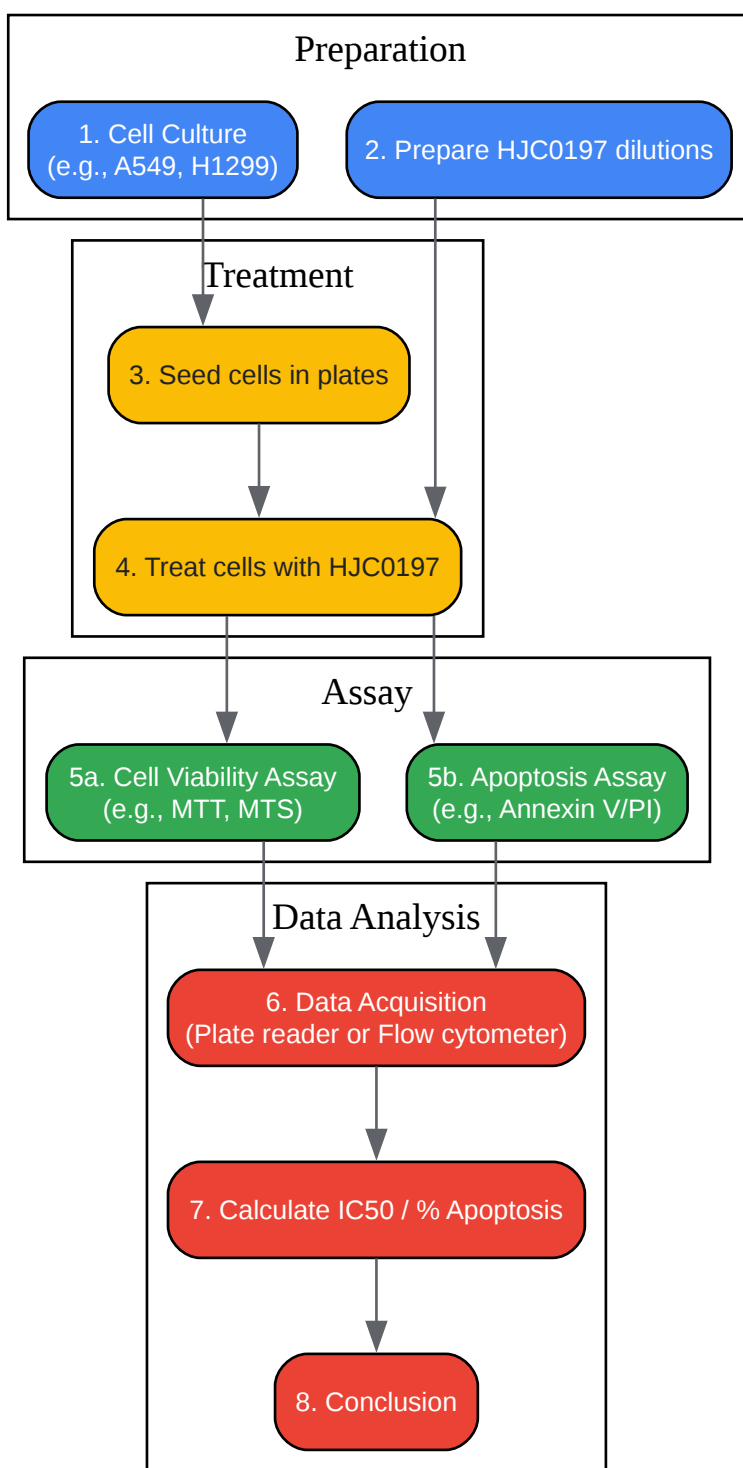 Preparation
1. Cell Culture
(e.g., A549, H1299)
2. Prepare HJC0197 dilutions
Treatment
3. Seed cells in plates
4. Treat cells with HJC0197
Assay
5a. Cell Viability Assay
(e.g., MTT, MTS)
5b. Apoptosis Assay
(e.g., Annexin V/PI)
Data Analysis
6. Data Acquisition
(Plate reader or Flow cytometer)
7. Calculate IC50 / % Apoptosis
8. Conclusion